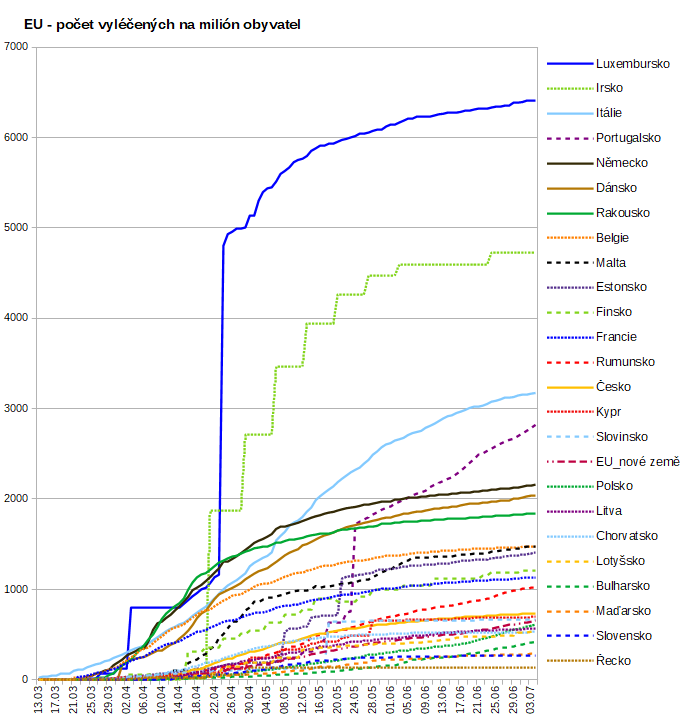 EU - počet vyléčených na milión obyvatel
7000
6000
5000
4000
3000
2000
1000
0
13.03
17.03
21.03
25.03
29.03
02.04
06.04
10.04
14.04
18.04
22.04
26.04
30.04
04.05
08.05
12.05
16.05
20.05
24.05
28.05
01.06
05.06
09.06
13.06
17.06
21.06
25.06
29.06
03.07
Luxembursko
Irsko
Itálie
Portugalsko
Německo
Dánsko
Rakousko
Belgie
Malta
Estonsko
Finsko
Francie
Rumunsko
Česko
Kypr
Slovinsko
EU_nové země
Polsko
Litva
Chorvatsko
Lotyšsko
Bulharsko
Maďarsko
Slovensko
Řecko